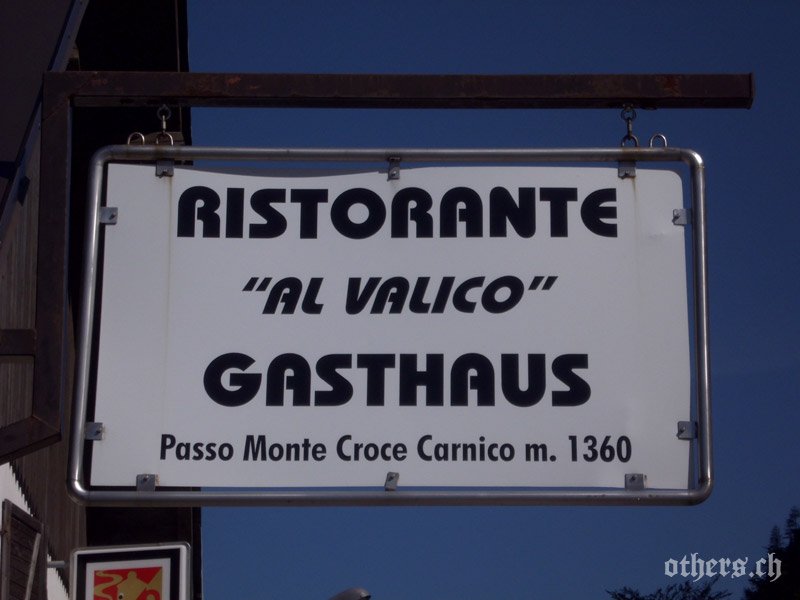 RISTORANTE
"AL VALICO"
GASTHAUS
Passo Monte Croce Carnico m. 1360
others.ch